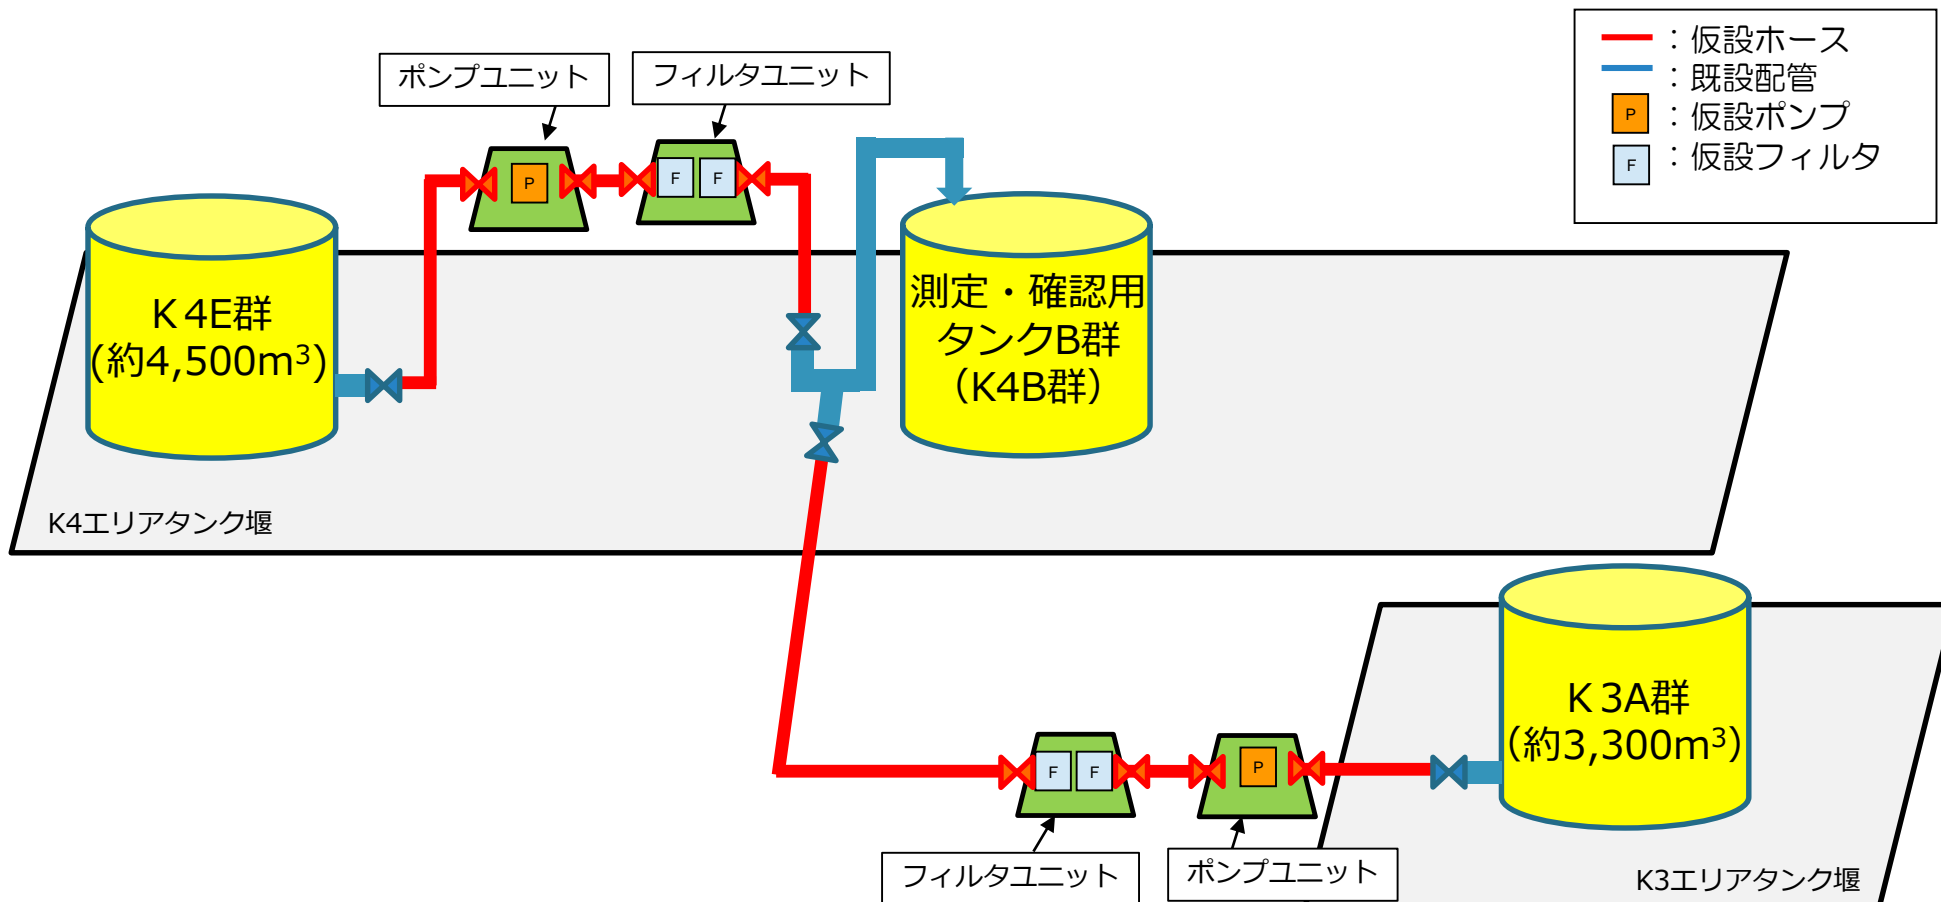 ：仮設ホース
：既設配管
P ：仮設ポンプ
F ：仮設フィルタ
ポンプユニット
フィルタユニット
P
F F
K 4E群
(約4,500m³)
測定・確認用
タンクB群
（K4B群）
K4エリアタンク堰
K 3A群
(約3,300m³)
F F
P
フィルタユニット
ポンプユニット
K3エリアタンク堰